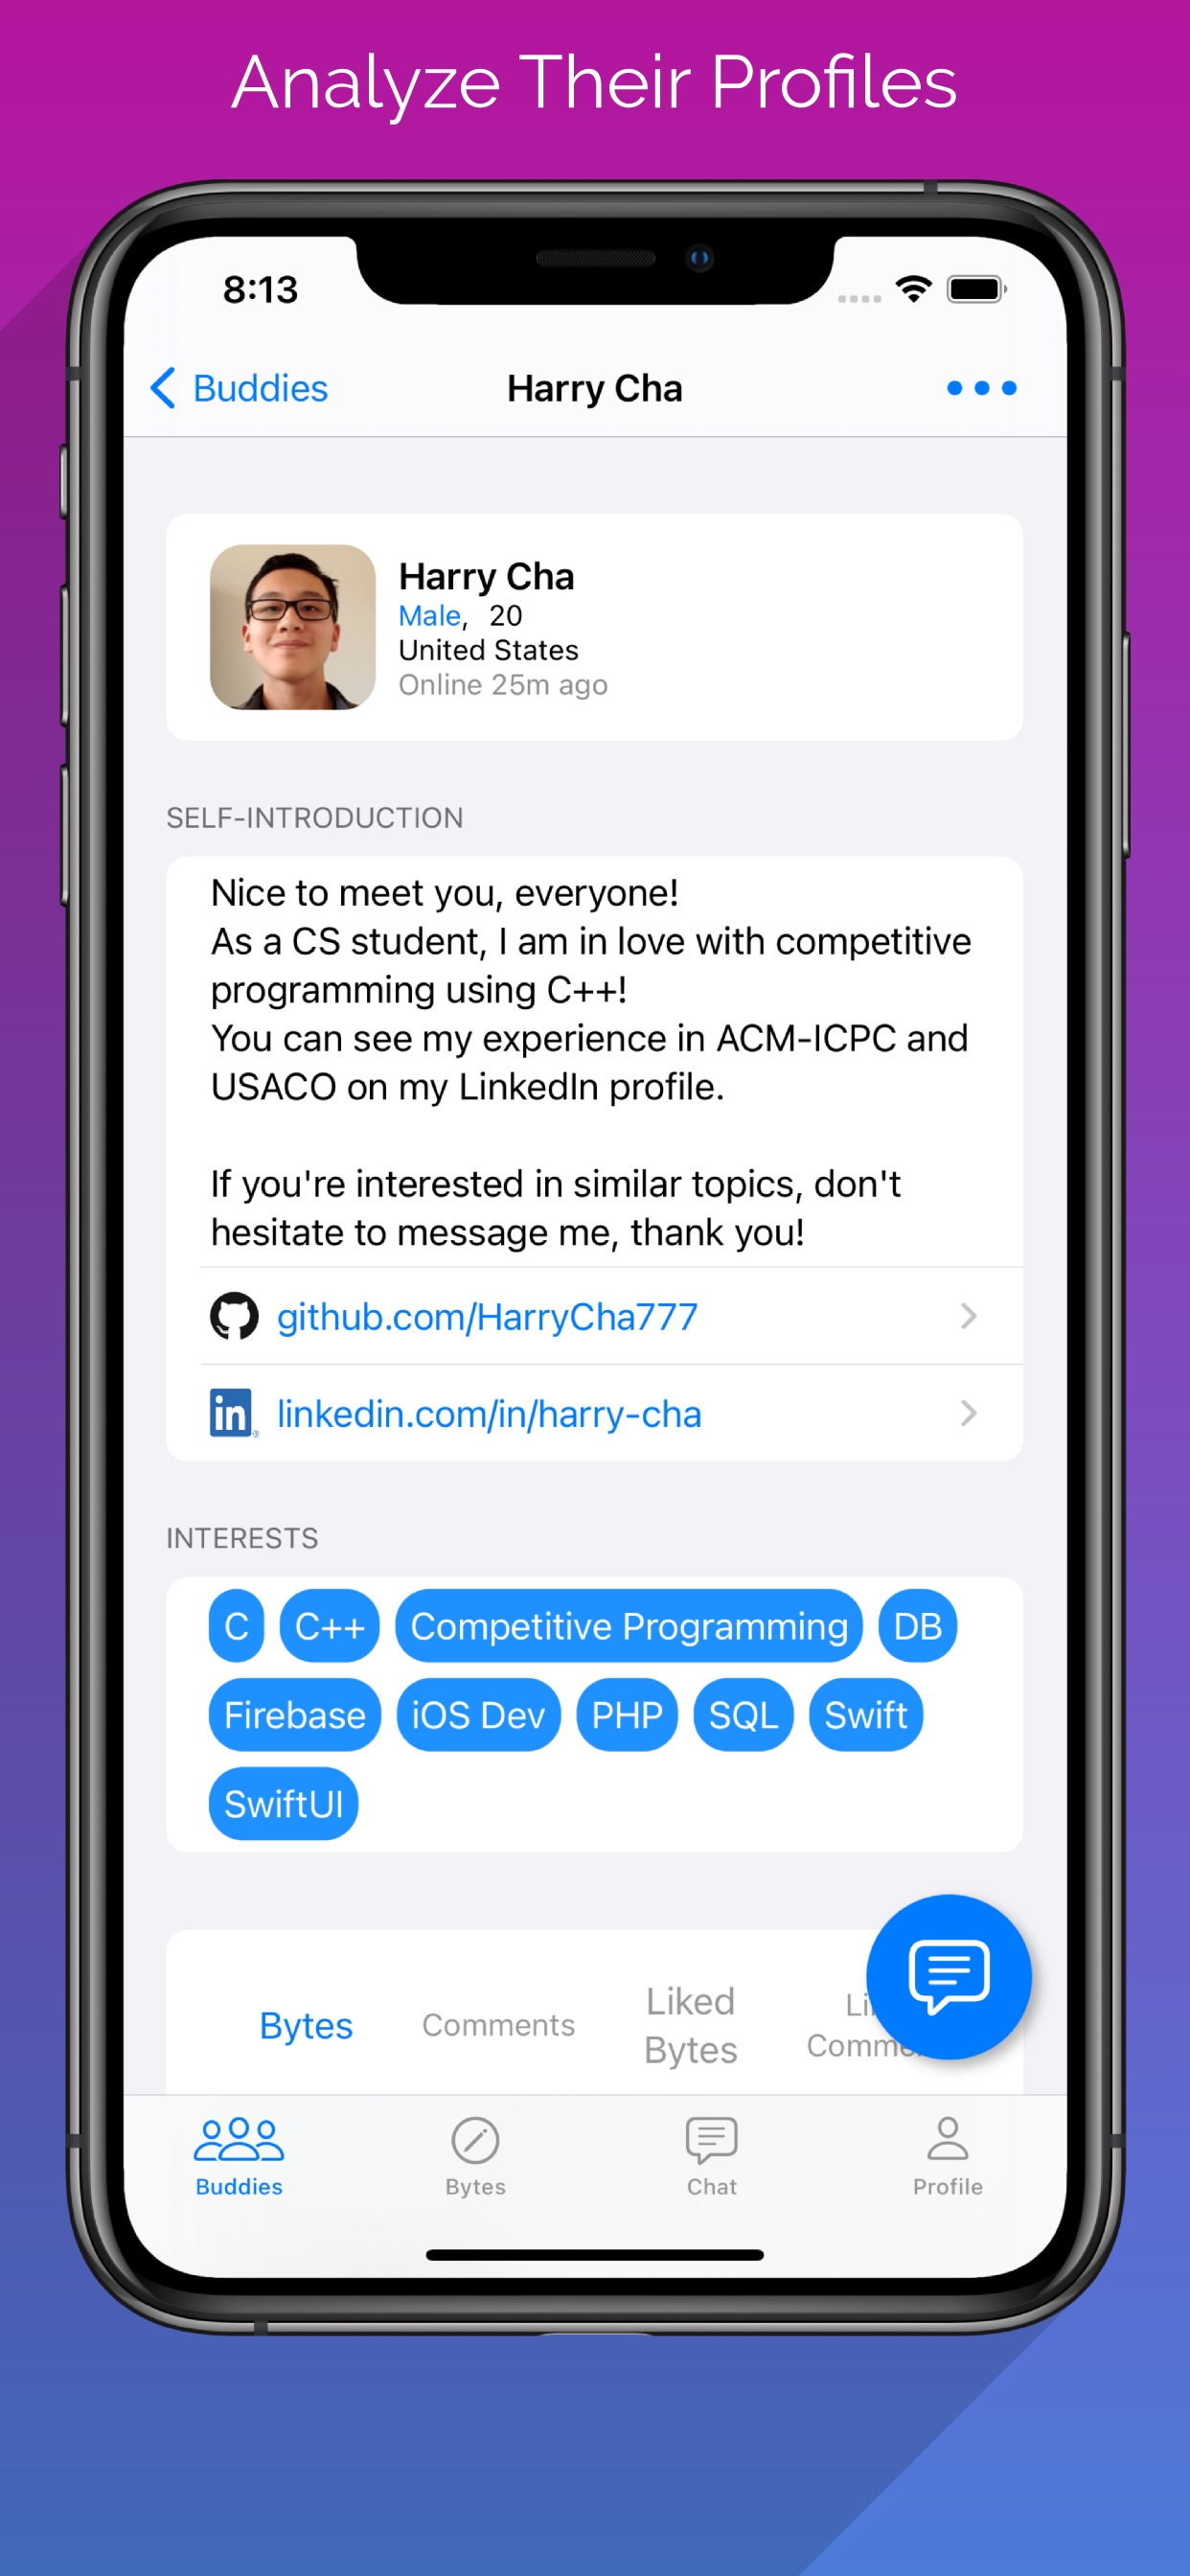 Analyze Their Profiles
8:13
Buddies
Harry Cha
Harry Cha
Male, 20
United States
Online 25m ago
SELF-INTRODUCTION
Nice to meet you, everyone!
As a CS student, I am in love with competitive
programming using C++!
You can see my experience in ACM-ICPC and
USACO on my LinkedIn profile.
If you're interested in similar topics, don't
hesitate to message me, thank you!
github.com/HarryCha777
in linkedin.com/in/harry-cha
INTERESTS
C C++ Competitive Programming DB
Firebase iOS Dev PHP SQL Swift
SwiftUI
Bytes Comments Liked
Bytes
Buddies Bytes Chat Profile